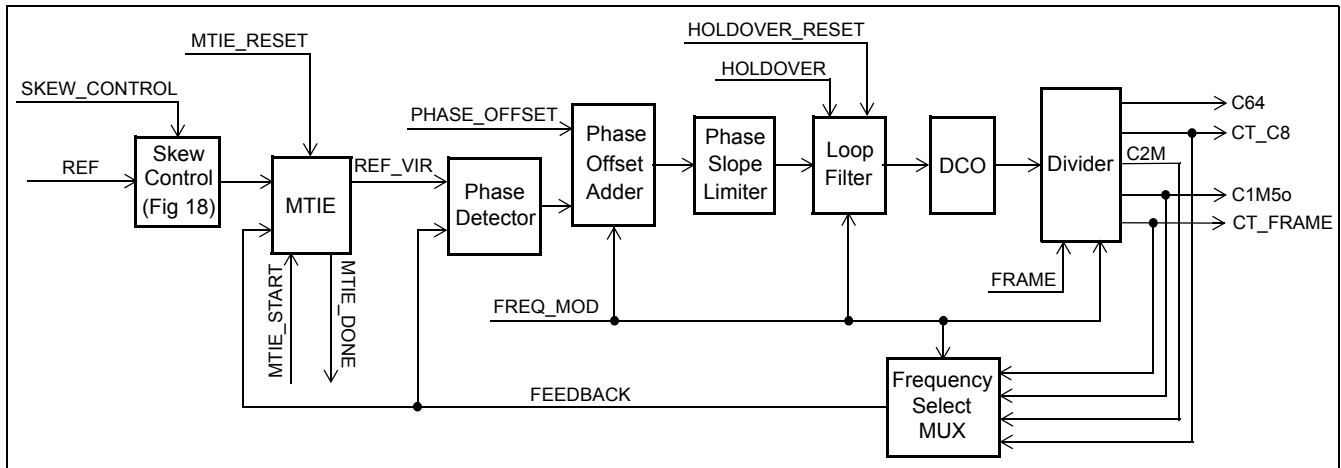 MTIE_RESET
HOLDOVER_RESET
HOLDOVER
SKEW_CONTROL
PHASE_OFFSET
REF
Skew
Control
(Fig 18)
MTIE
REF_VIR
Phase
Detector
Phase
Offset
Adder
Phase
Slope
Limiter
Loop
Filter
DCO
Divider
C64
CT_C8
C2M
C1M5o
CT_FRAME
MTIE_START
MTIE_DONE
FREQ_MOD
FRAME
FEEDBACK
Frequency
Select
MUX